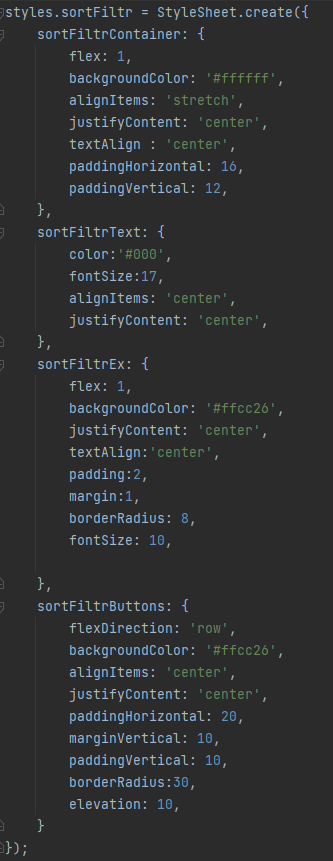 styles.sortFiltr = StyleSheet.create({
    sortFiltrContainer: {
        flex: 1,
        backgroundColor: '#ffffff',
        alignItems: 'stretch',
        justifyContent: 'center',
        textAlign : 'center',
        paddingHorizontal: 16,
        paddingVertical: 12,
    },
    sortFiltrText: {
        color:'#000',
        fontSize:17,
        alignItems: 'center',
        justifyContent: 'center',
    },
    sortFiltrEx: {
        flex: 1,
        backgroundColor: '#ffcc26',
        justifyContent: 'center',
        textAlign:'center',
        padding:2,
        margin:1,
        borderRadius: 8,
        fontSize: 10,

    },
    sortFiltrButtons: {
        flexDirection: 'row',
        backgroundColor: '#ffcc26',
        alignItems: 'center',
        justifyContent: 'center',
        paddingHorizontal: 20,
        marginVertical: 10,
        paddingVertical: 10,
        borderRadius:30,
        elevation: 10,
    }
});